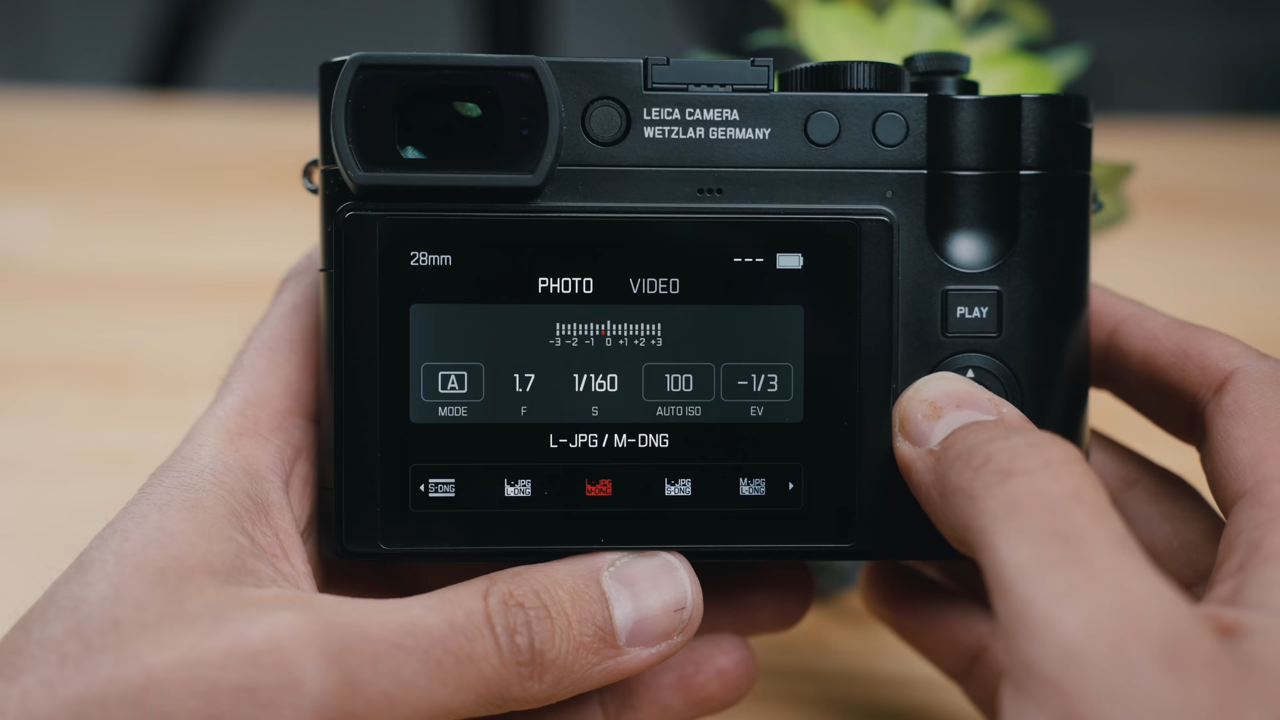 LEICA CAMERA
WETZLAR GERMANY
28mm
---
PHOTO VIDEO
-3 -2 -1 0 +1 +2 +3
PLAY
A 1.7 1/160 100 -1/3
MODE F S AUTO ISO EV
L-JPG / M-DNG
S-DNG L-JPG L-JPG L-JPG M-JPG
L-DNG M-DNG S-DNG L-DNG